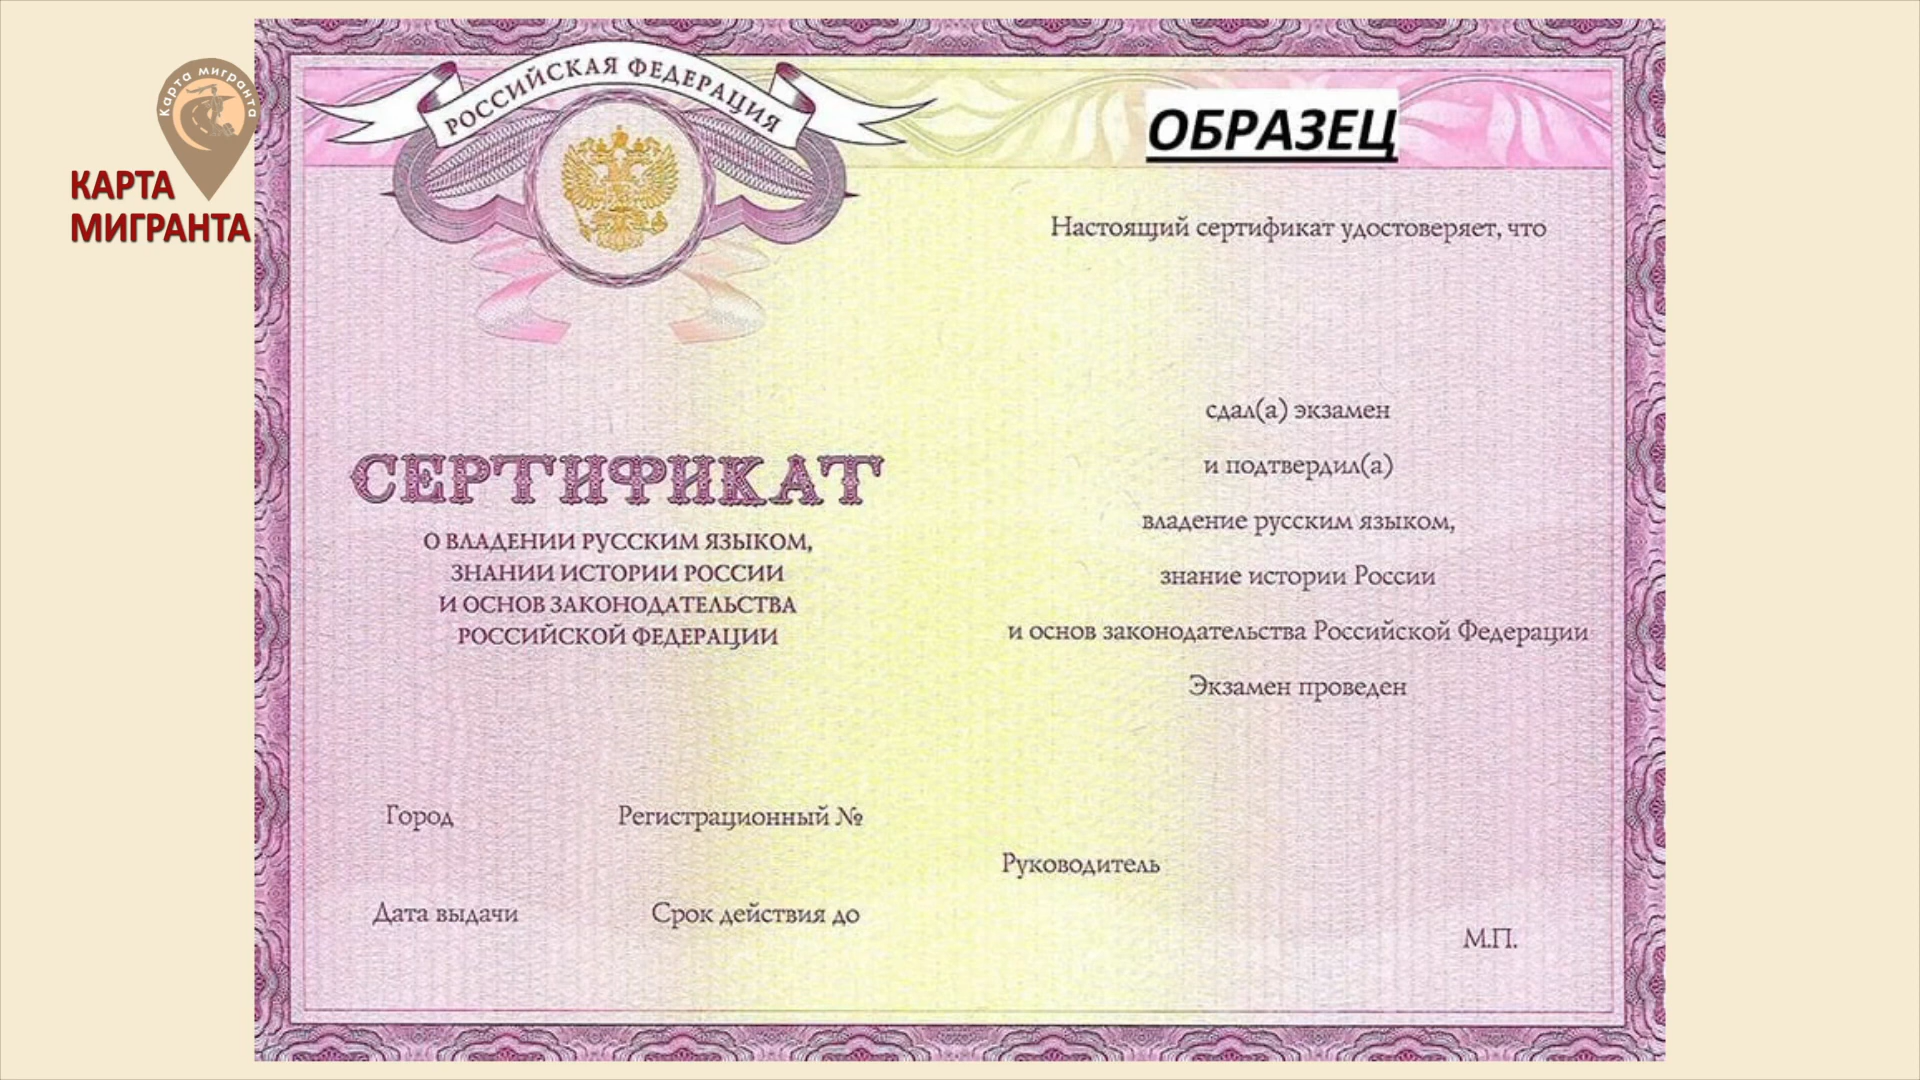 Карта мигранта
КАРТА
МИГРАНТА
РОССИЙСКАЯ ФЕДЕРАЦИЯ
СЕРТИФИКАТ
О ВЛАДЕНИИ РУССКИМ ЯЗЫКОМ,
ЗНАНИИ ИСТОРИИ РОССИИ
И ОСНОВ ЗАКОНОДАТЕЛЬСТВА
РОССИЙСКОЙ ФЕДЕРАЦИИ
Город Регистрационный №
Дата выдачи Срок действия до
ОБРАЗЕЦ
Настоящий сертификат удостоверяет, что
сдал(а) экзамен
и подтвердил(а)
владение русским языком,
знание истории России
и основ законодательства Российской Федерации
Экзамен проведен
Руководитель
М.П.